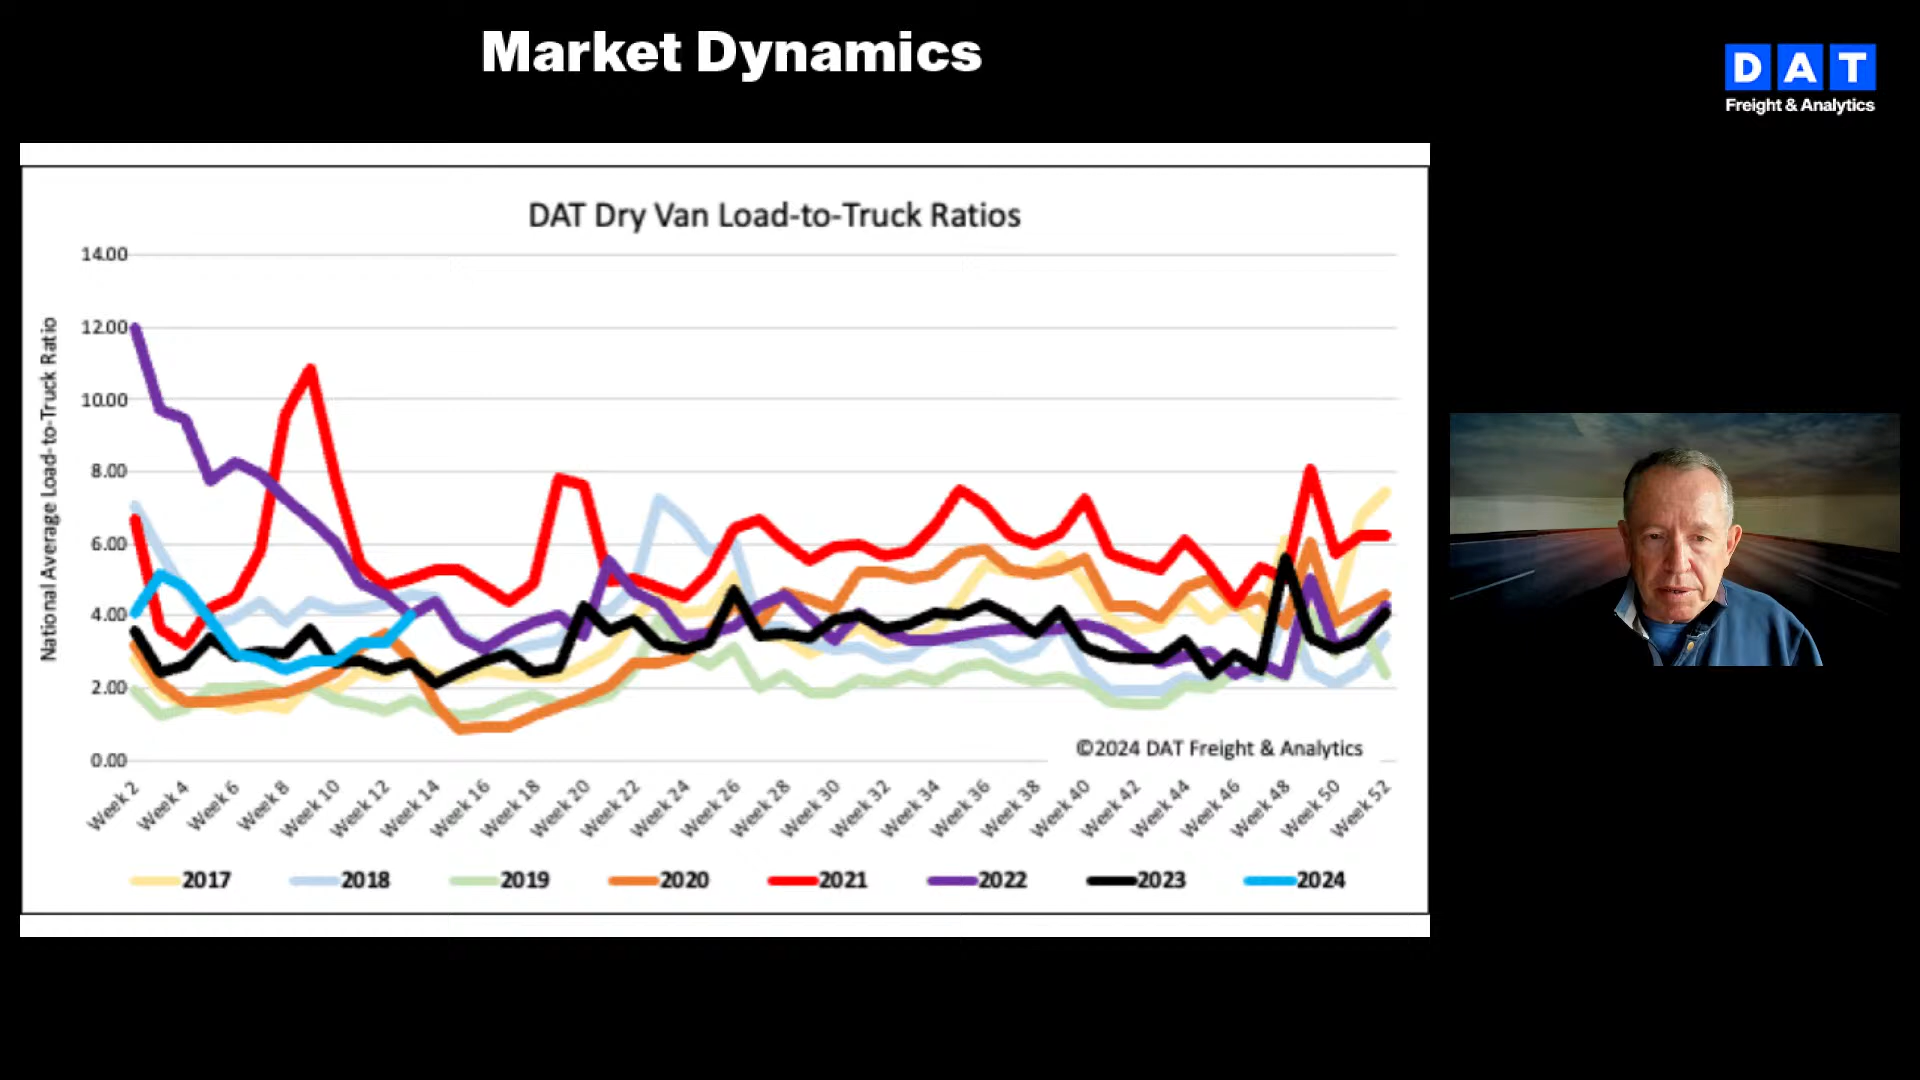 Market Dynamics
DAT
Freight & Analytics
DAT Dry Van Load-to-Truck Ratios
National Average Load-to-Truck Ratio
14.00
12.00
10.00
8.00
6.00
4.00
2.00
0.00
©2024 DAT Freight & Analytics
Week 2
Week 4
Week 6
Week 8
Week 10
Week 12
Week 14
Week 16
Week 18
Week 20
Week 22
Week 24
Week 26
Week 28
Week 30
Week 32
Week 34
Week 36
Week 38
Week 40
Week 42
Week 44
Week 46
Week 48
Week 50
Week 52
2017 2018 2019 2020 2021 2022 2023 2024